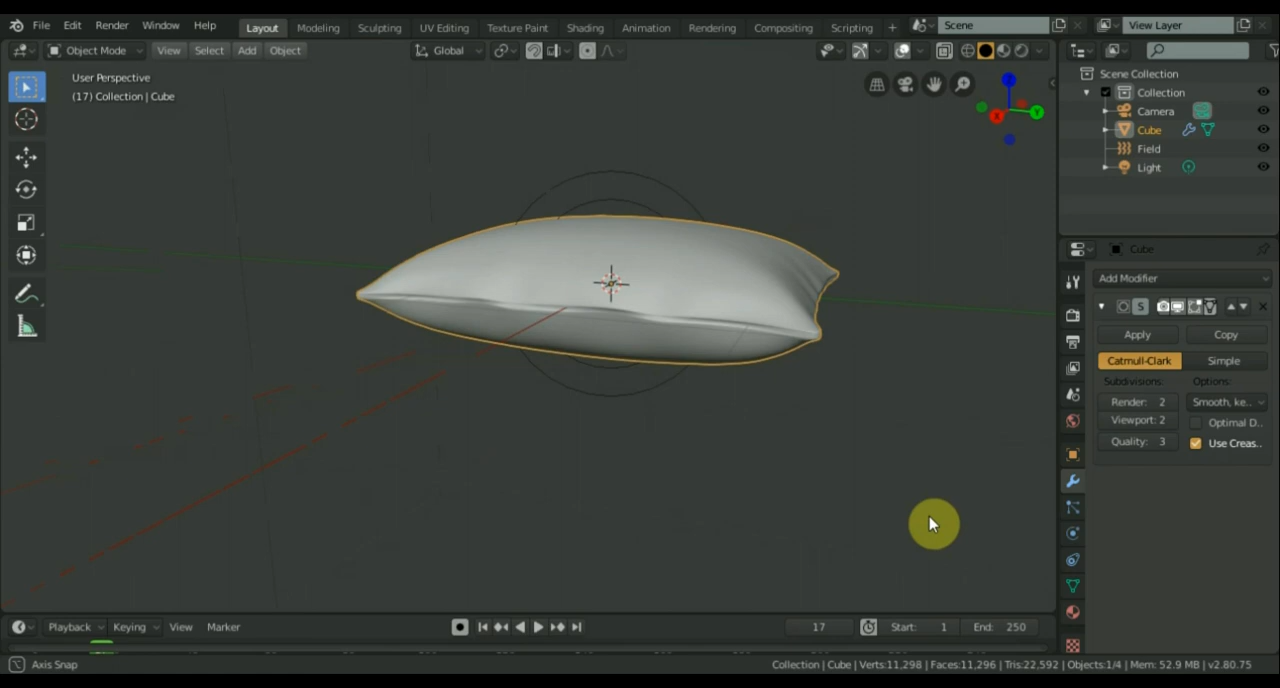 File Edit Render Window Help Layout Modeling Sculpting UV Editing Texture Paint Shading Animation Rendering Compositing Scripting + Scene View Layer
Object Mode View Select Add Object Global
User Perspective
(17) Collection | Cube
X
Y
Scene Collection
Collection
Camera
Cube
Field
Light
Cube
Add Modifier
S
Apply Copy
Catmull-Clark Simple
Subdivisions: Options:
Render: 2 Smooth, ke..
Viewport: 2 Optimal D..
Quality: 3 Use Creas..
Playback Keying View Marker 17 Start: 1 End: 250
Axis Snap Collection | Cube | Verts:11,298 | Faces:11,296 | Tris:22,592 | Objects:1/4 | Mem: 52.9 MB | v2.80.75